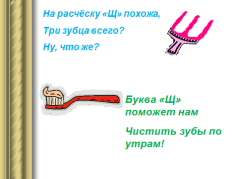 На расчёску «Щ» похожа,
Три зубца всего?
Ну, что же?
Буква «Щ»
поможет нам
Чистить зубы по
утрам!